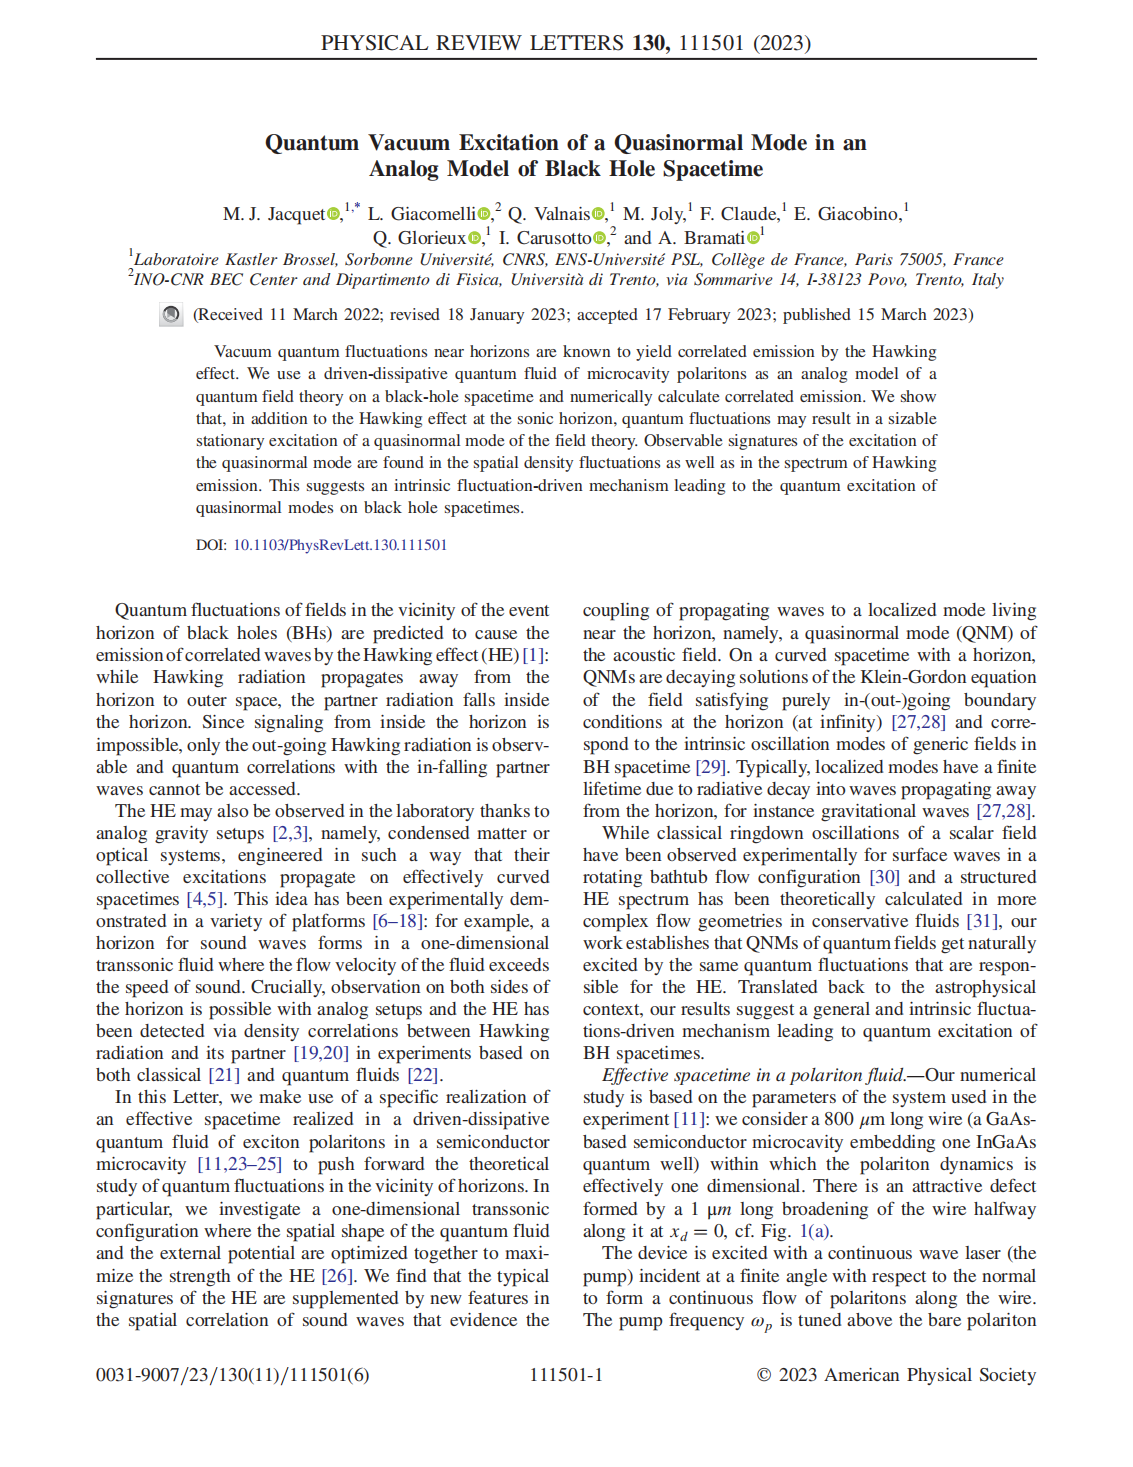 PHYSICAL REVIEW LETTERS 130, 111501 (2023)
Quantum Vacuum Excitation of a Quasinormal Mode in an
Analog Model of Black Hole Spacetime
M. J. Jacquet,1,* L. Giacomelli,2 Q. Valnais,1 M. Joly,1 F. Claude,1 E. Giacobino,1
Q. Glorieux,1 I. Carusotto,2 and A. Bramati1
1Laboratoire Kastler Brossel, Sorbonne Université, CNRS, ENS-Université PSL, Collège de France, Paris 75005, France
2INO-CNR BEC Center and Dipartimento di Fisica, Università di Trento, via Sommarive 14, I-38123 Povo, Trento, Italy
(Received 11 March 2022; revised 18 January 2023; accepted 17 February 2023; published 15 March 2023)
Vacuum quantum fluctuations near horizons are known to yield correlated emission by the Hawking
effect. We use a driven-dissipative quantum fluid of microcavity polaritons as an analog model of a
quantum field theory on a black-hole spacetime and numerically calculate correlated emission. We show
that, in addition to the Hawking effect at the sonic horizon, quantum fluctuations may result in a sizable
stationary excitation of a quasinormal mode of the field theory. Observable signatures of the excitation of
the quasinormal mode are found in the spatial density fluctuations as well as in the spectrum of Hawking
emission. This suggests an intrinsic fluctuation-driven mechanism leading to the quantum excitation of
quasinormal modes on black hole spacetimes.
DOI: 10.1103/PhysRevLett.130.111501
Quantum fluctuations of fields in the vicinity of the event
horizon of black holes (BHs) are predicted to cause the
emission of correlated waves by the Hawking effect (HE) [1]:
while Hawking radiation propagates away from the
horizon to outer space, the partner radiation falls inside
the horizon. Since signaling from inside the horizon is
impossible, only the out-going Hawking radiation is observ-
able and quantum correlations with the in-falling partner
waves cannot be accessed.
The HE may also be observed in the laboratory thanks to
analog gravity setups [2,3], namely, condensed matter or
optical systems, engineered in such a way that their
collective excitations propagate on effectively curved
spacetimes [4,5]. This idea has been experimentally dem-
onstrated in a variety of platforms [6–18]: for example, a
horizon for sound waves forms in a one-dimensional
transsonic fluid where the flow velocity of the fluid exceeds
the speed of sound. Crucially, observation on both sides of
the horizon is possible with analog setups and the HE has
been detected via density correlations between Hawking
radiation and its partner [19,20] in experiments based on
both classical [21] and quantum fluids [22].
In this Letter, we make use of a specific realization of
an effective spacetime realized in a driven-dissipative
quantum fluid of exciton polaritons in a semiconductor
microcavity [11,23–25] to push forward the theoretical
study of quantum fluctuations in the vicinity of horizons. In
particular, we investigate a one-dimensional transsonic
configuration where the spatial shape of the quantum fluid
and the external potential are optimized together to maxi-
mize the strength of the HE [26]. We find that the typical
signatures of the HE are supplemented by new features in
the spatial correlation of sound waves that evidence the
coupling of propagating waves to a localized mode living
near the horizon, namely, a quasinormal mode (QNM) of
the acoustic field. On a curved spacetime with a horizon,
QNMs are decaying solutions of the Klein-Gordon equation
of the field satisfying purely in-(out-)going boundary
conditions at the horizon (at infinity) [27,28] and corre-
spond to the intrinsic oscillation modes of generic fields in
BH spacetime [29]. Typically, localized modes have a finite
lifetime due to radiative decay into waves propagating away
from the horizon, for instance gravitational waves [27,28].
While classical ringdown oscillations of a scalar field
have been observed experimentally for surface waves in a
rotating bathtub flow configuration [30] and a structured
HE spectrum has been theoretically calculated in more
complex flow geometries in conservative fluids [31], our
work establishes that QNMs of quantum fields get naturally
excited by the same quantum fluctuations that are respon-
sible for the HE. Translated back to the astrophysical
context, our results suggest a general and intrinsic fluctua-
tions-driven mechanism leading to quantum excitation of
BH spacetimes.
Effective spacetime in a polariton fluid.—Our numerical
study is based on the parameters of the system used in the
experiment [11]: we consider a 800 μm long wire (a GaAs-
based semiconductor microcavity embedding one InGaAs
quantum well) within which the polariton dynamics is
effectively one dimensional. There is an attractive defect
formed by a 1 μm long broadening of the wire halfway
along it at xd = 0, cf. Fig. 1(a).
The device is excited with a continuous wave laser (the
pump) incident at a finite angle with respect to the normal
to form a continuous flow of polaritons along the wire.
The pump frequency ωp is tuned above the bare polariton
0031-9007/23/130(11)/111501(6)
111501-1
© 2023 American Physical Society